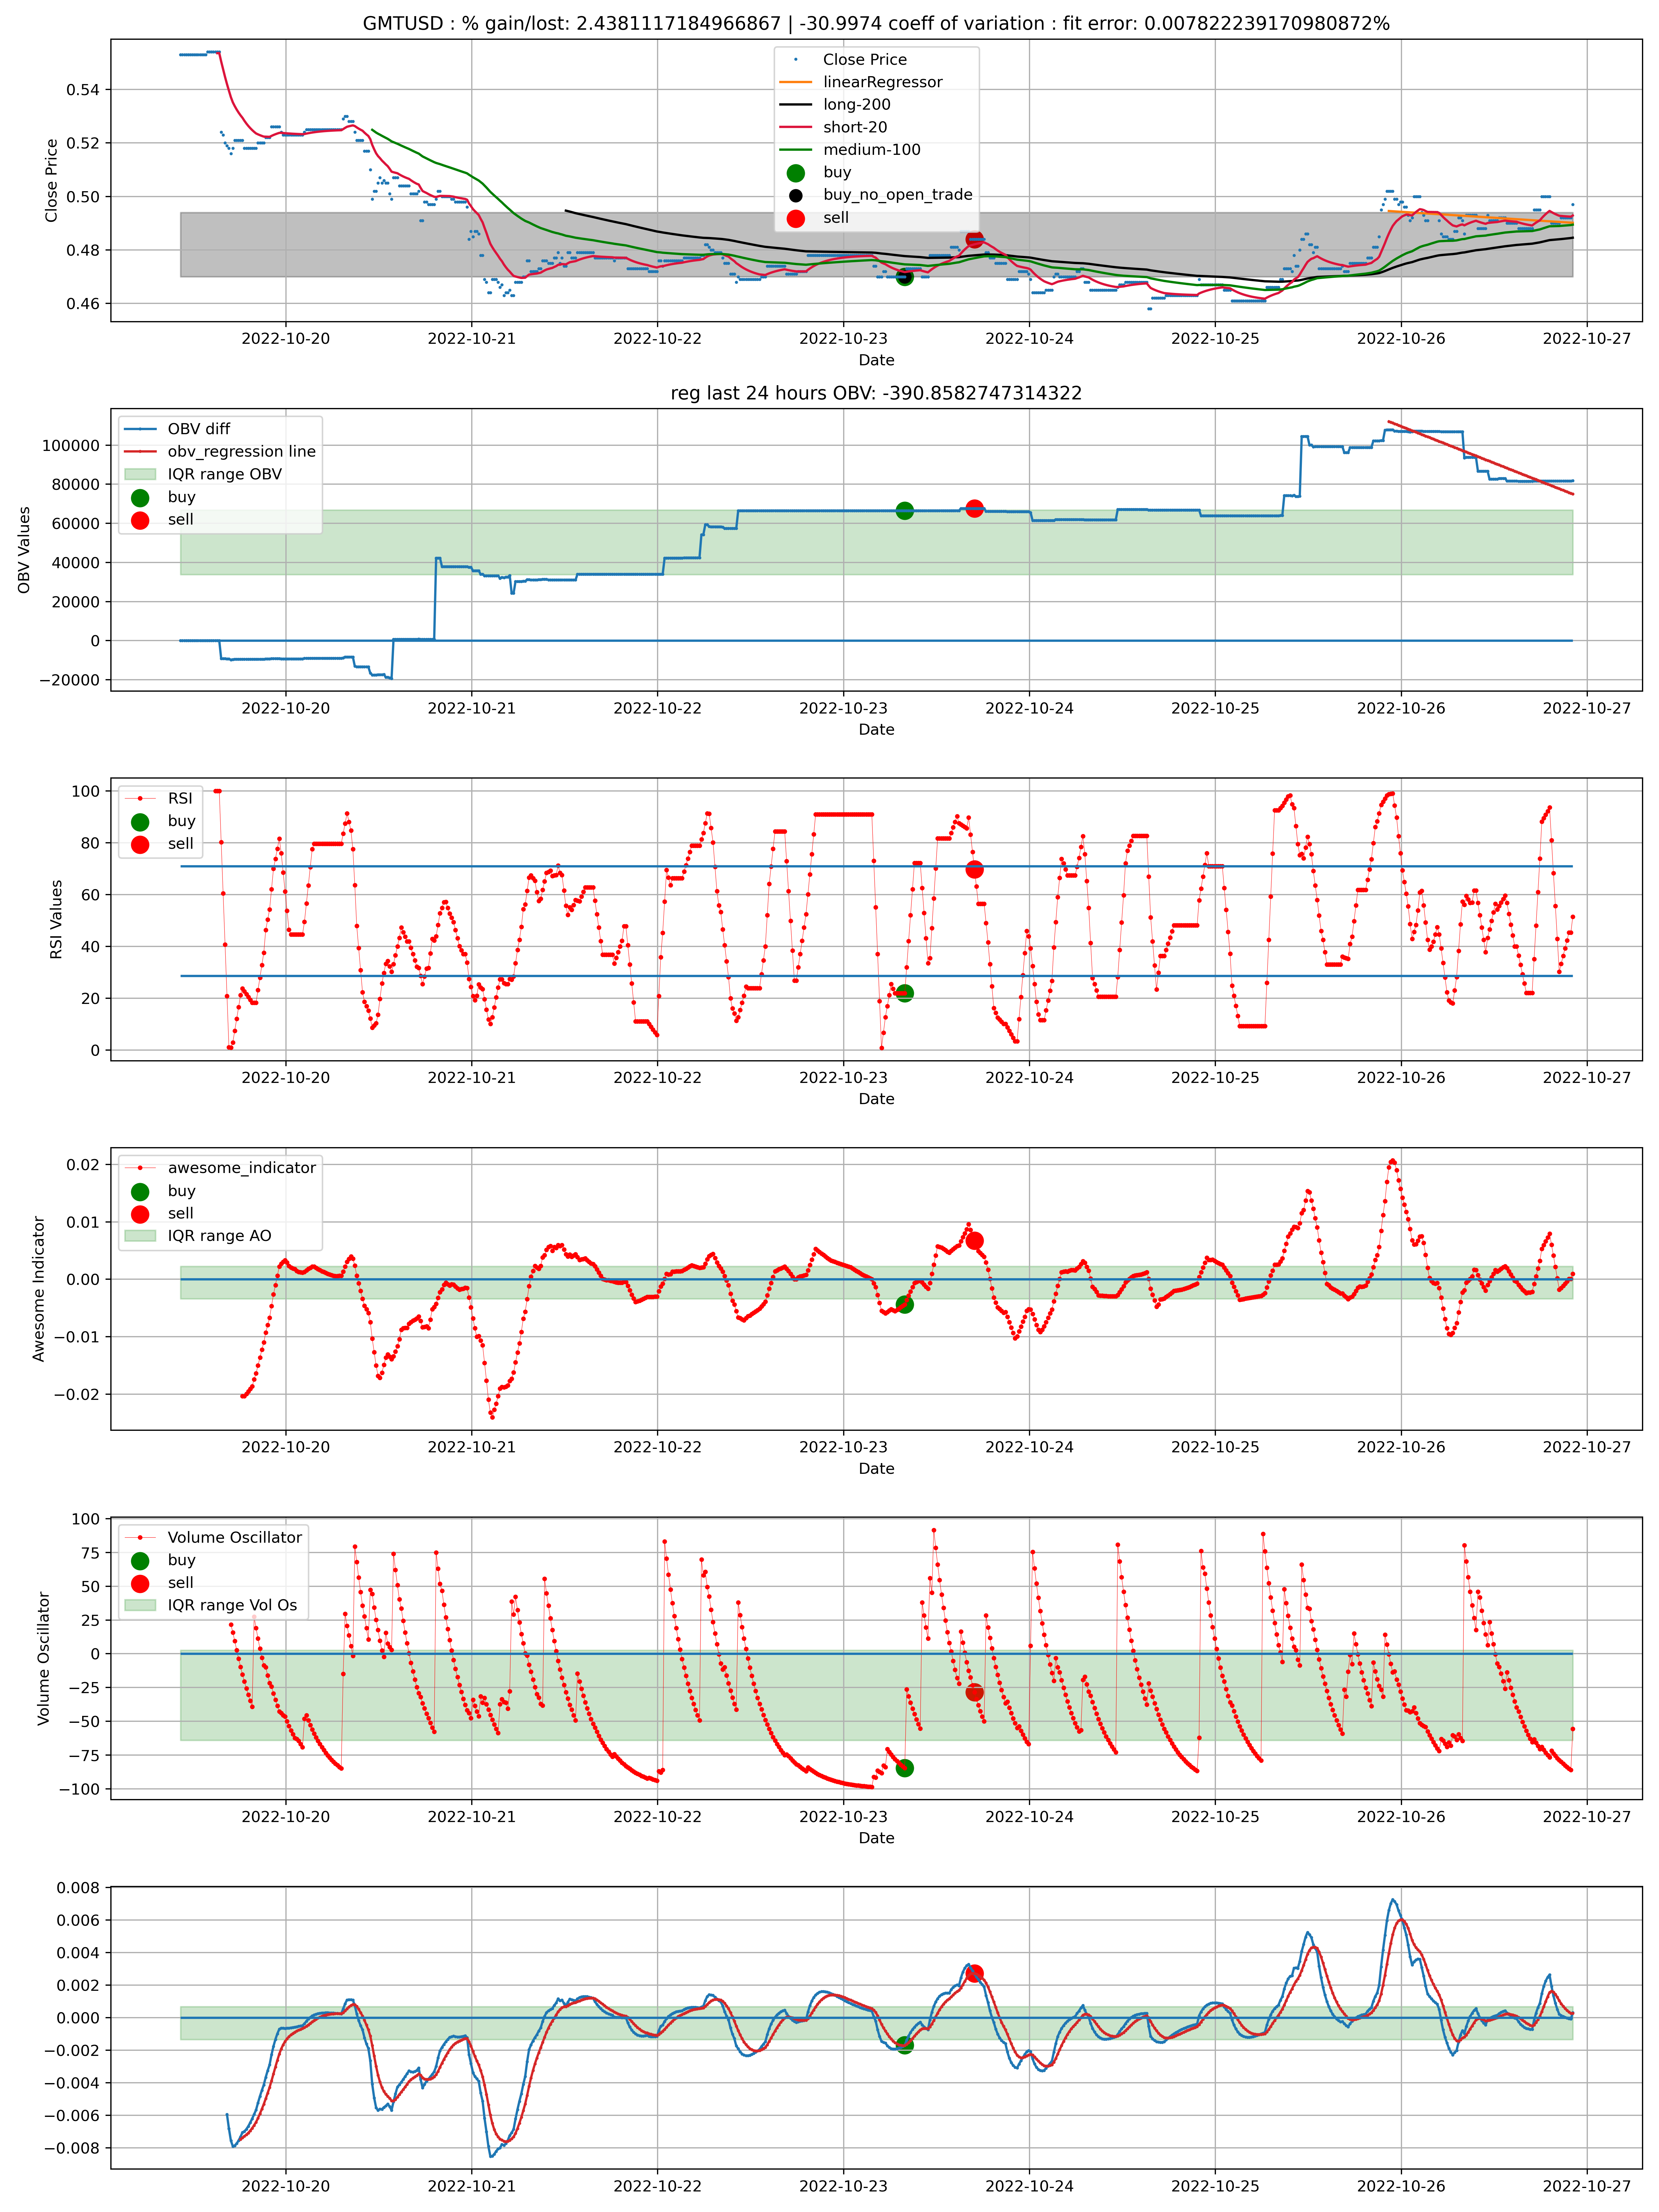 GMTUSD : % gain/lost: 2.4381117184966867 | -30.9974 coeff of variation : fit error: 0.007822239170980872%
Close Price
linearRegressor
long-200
short-20
medium-100
buy
buy_no_open_trade
sell
0.54
0.52
0.50
0.48
0.46
Close Price
2022-10-20 2022-10-21 2022-10-22 2022-10-23 2022-10-24 2022-10-25 2022-10-26 2022-10-27
Date
reg last 24 hours OBV: -390.8582747314322
OBV diff
obv_regression line
IQR range OBV
buy
sell
100000
80000
60000
40000
20000
0
−20000
OBV Values
2022-10-20 2022-10-21 2022-10-22 2022-10-23 2022-10-24 2022-10-25 2022-10-26 2022-10-27
Date
RSI
buy
sell
100
80
60
40
20
0
RSI Values
2022-10-20 2022-10-21 2022-10-22 2022-10-23 2022-10-24 2022-10-25 2022-10-26 2022-10-27
Date
awesome_indicator
buy
sell
IQR range AO
0.02
0.01
0.00
−0.01
−0.02
Awesome Indicator
2022-10-20 2022-10-21 2022-10-22 2022-10-23 2022-10-24 2022-10-25 2022-10-26 2022-10-27
Date
Volume Oscillator
buy
sell
IQR range Vol Os
100
75
50
25
0
−25
−50
−75
−100
Volume Oscillator
2022-10-20 2022-10-21 2022-10-22 2022-10-23 2022-10-24 2022-10-25 2022-10-26 2022-10-27
Date
0.008
0.006
0.004
0.002
0.000
−0.002
−0.004
−0.006
−0.008
2022-10-20 2022-10-21 2022-10-22 2022-10-23 2022-10-24 2022-10-25 2022-10-26 2022-10-27